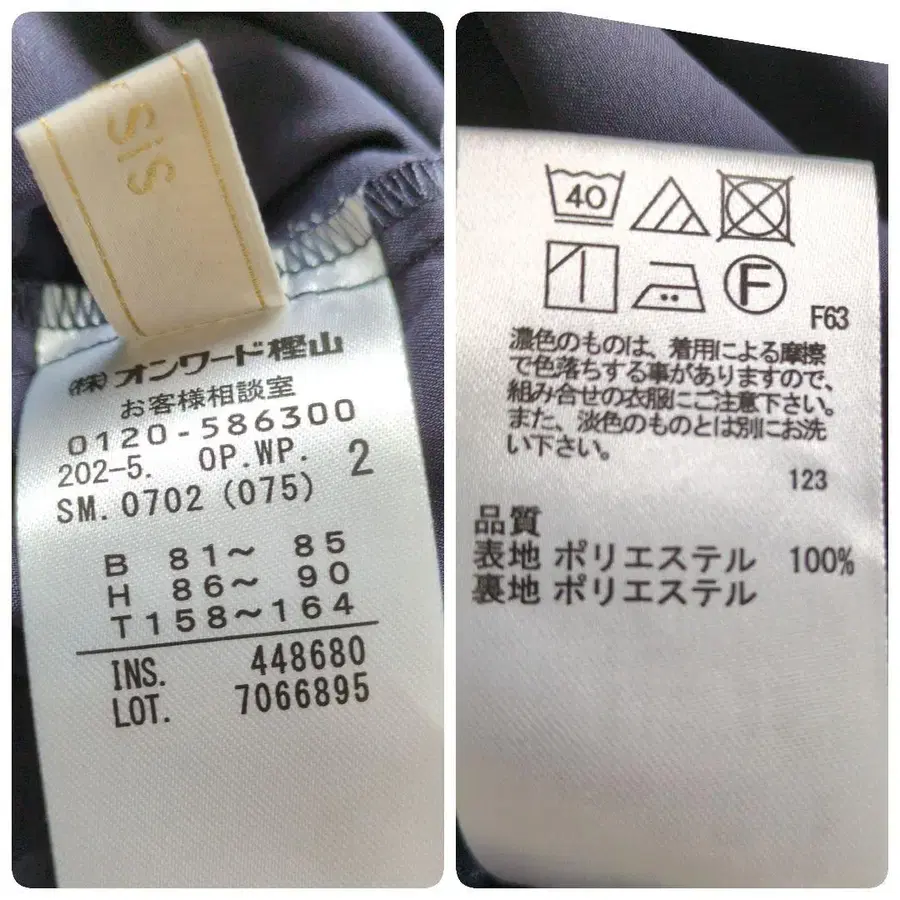 SiS
㈱オンワード樫山
お客様相談室
0120-586300
202-5. OP.WP. 2
SM.0702(075)
B 81〜 85
H 86〜 90
T158〜164
INS. 448680
LOT. 7066895
40
F
F63
濃色のものは、着用による摩擦
で色落ちする事がありますので、
組み合せの衣服にご注意下さい。
また、淡色のものとは別にお洗
い下さい。
123
品質
表地 ポリエステル 100%
裏地 ポリエステル